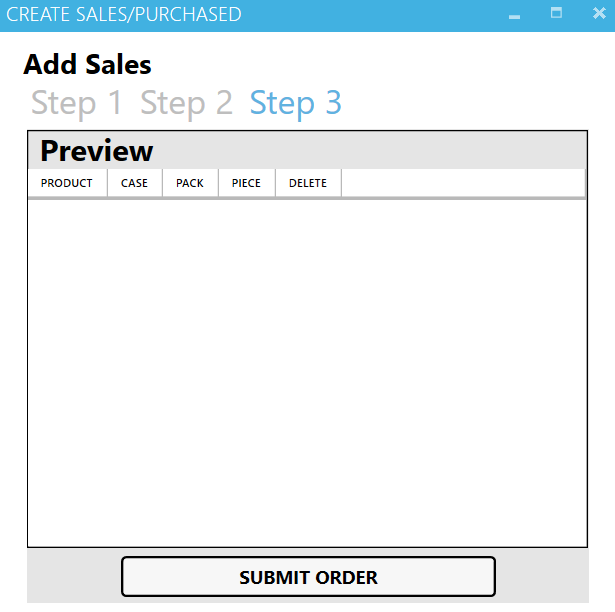 CREATE SALES/PURCHASED
Add Sales
Step 1 Step 2 Step 3
Preview
PRODUCT CASE PACK PIECE DELETE
SUBMIT ORDER